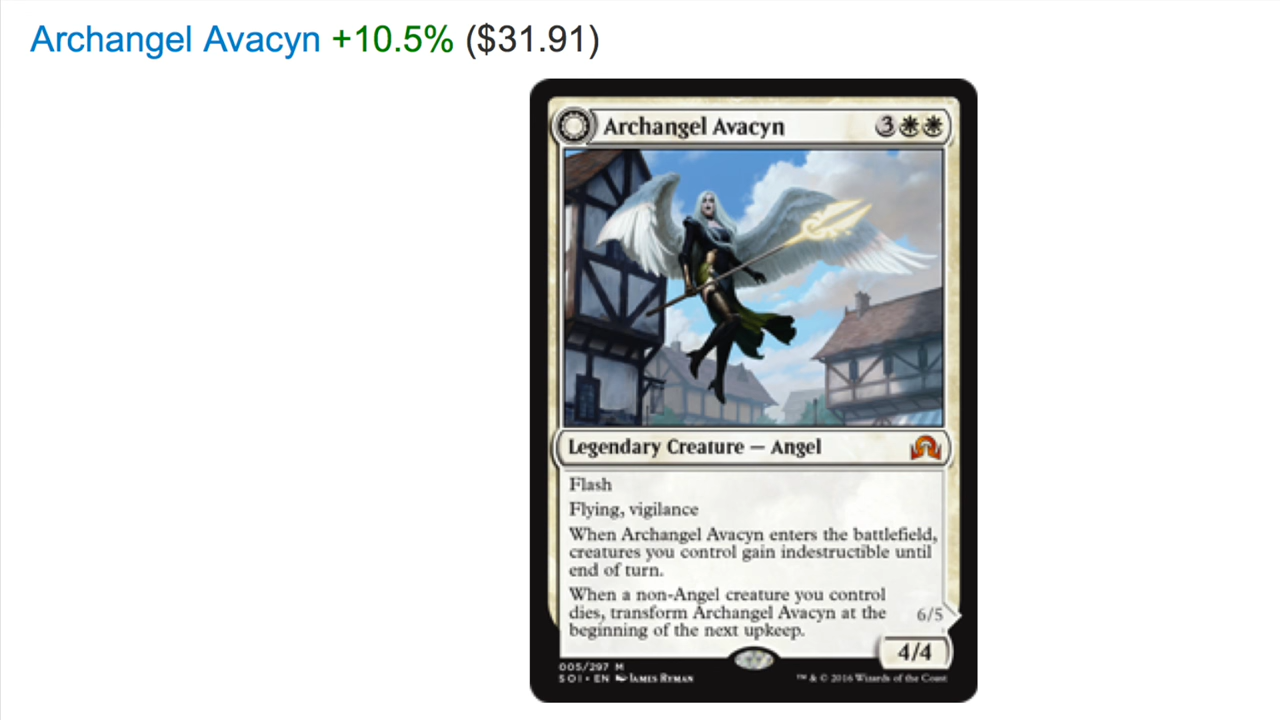 Archangel Avacyn +10.5% ($31.91)
Archangel Avacyn 3
Legendary Creature — Angel
Flash
Flying, vigilance
When Archangel Avacyn enters the battlefield,
creatures you control gain indestructible until
end of turn.
When a non-Angel creature you control
dies, transform Archangel Avacyn at the
beginning of the next upkeep.
6/5
4/4
005/297 M
SOI • EN James Ryman
™ & © 2016 Wizards of the Coast